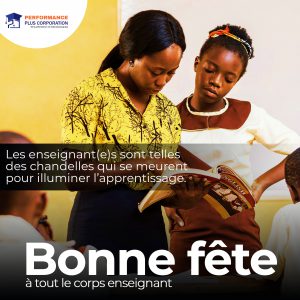 PERFORMANCE
PLUS CORPORATION
Les enseignant(e)s sont telles
des chandelles qui se meurent
pour illuminer l'apprentissage.
Bonne fête
à tout le corps enseignant